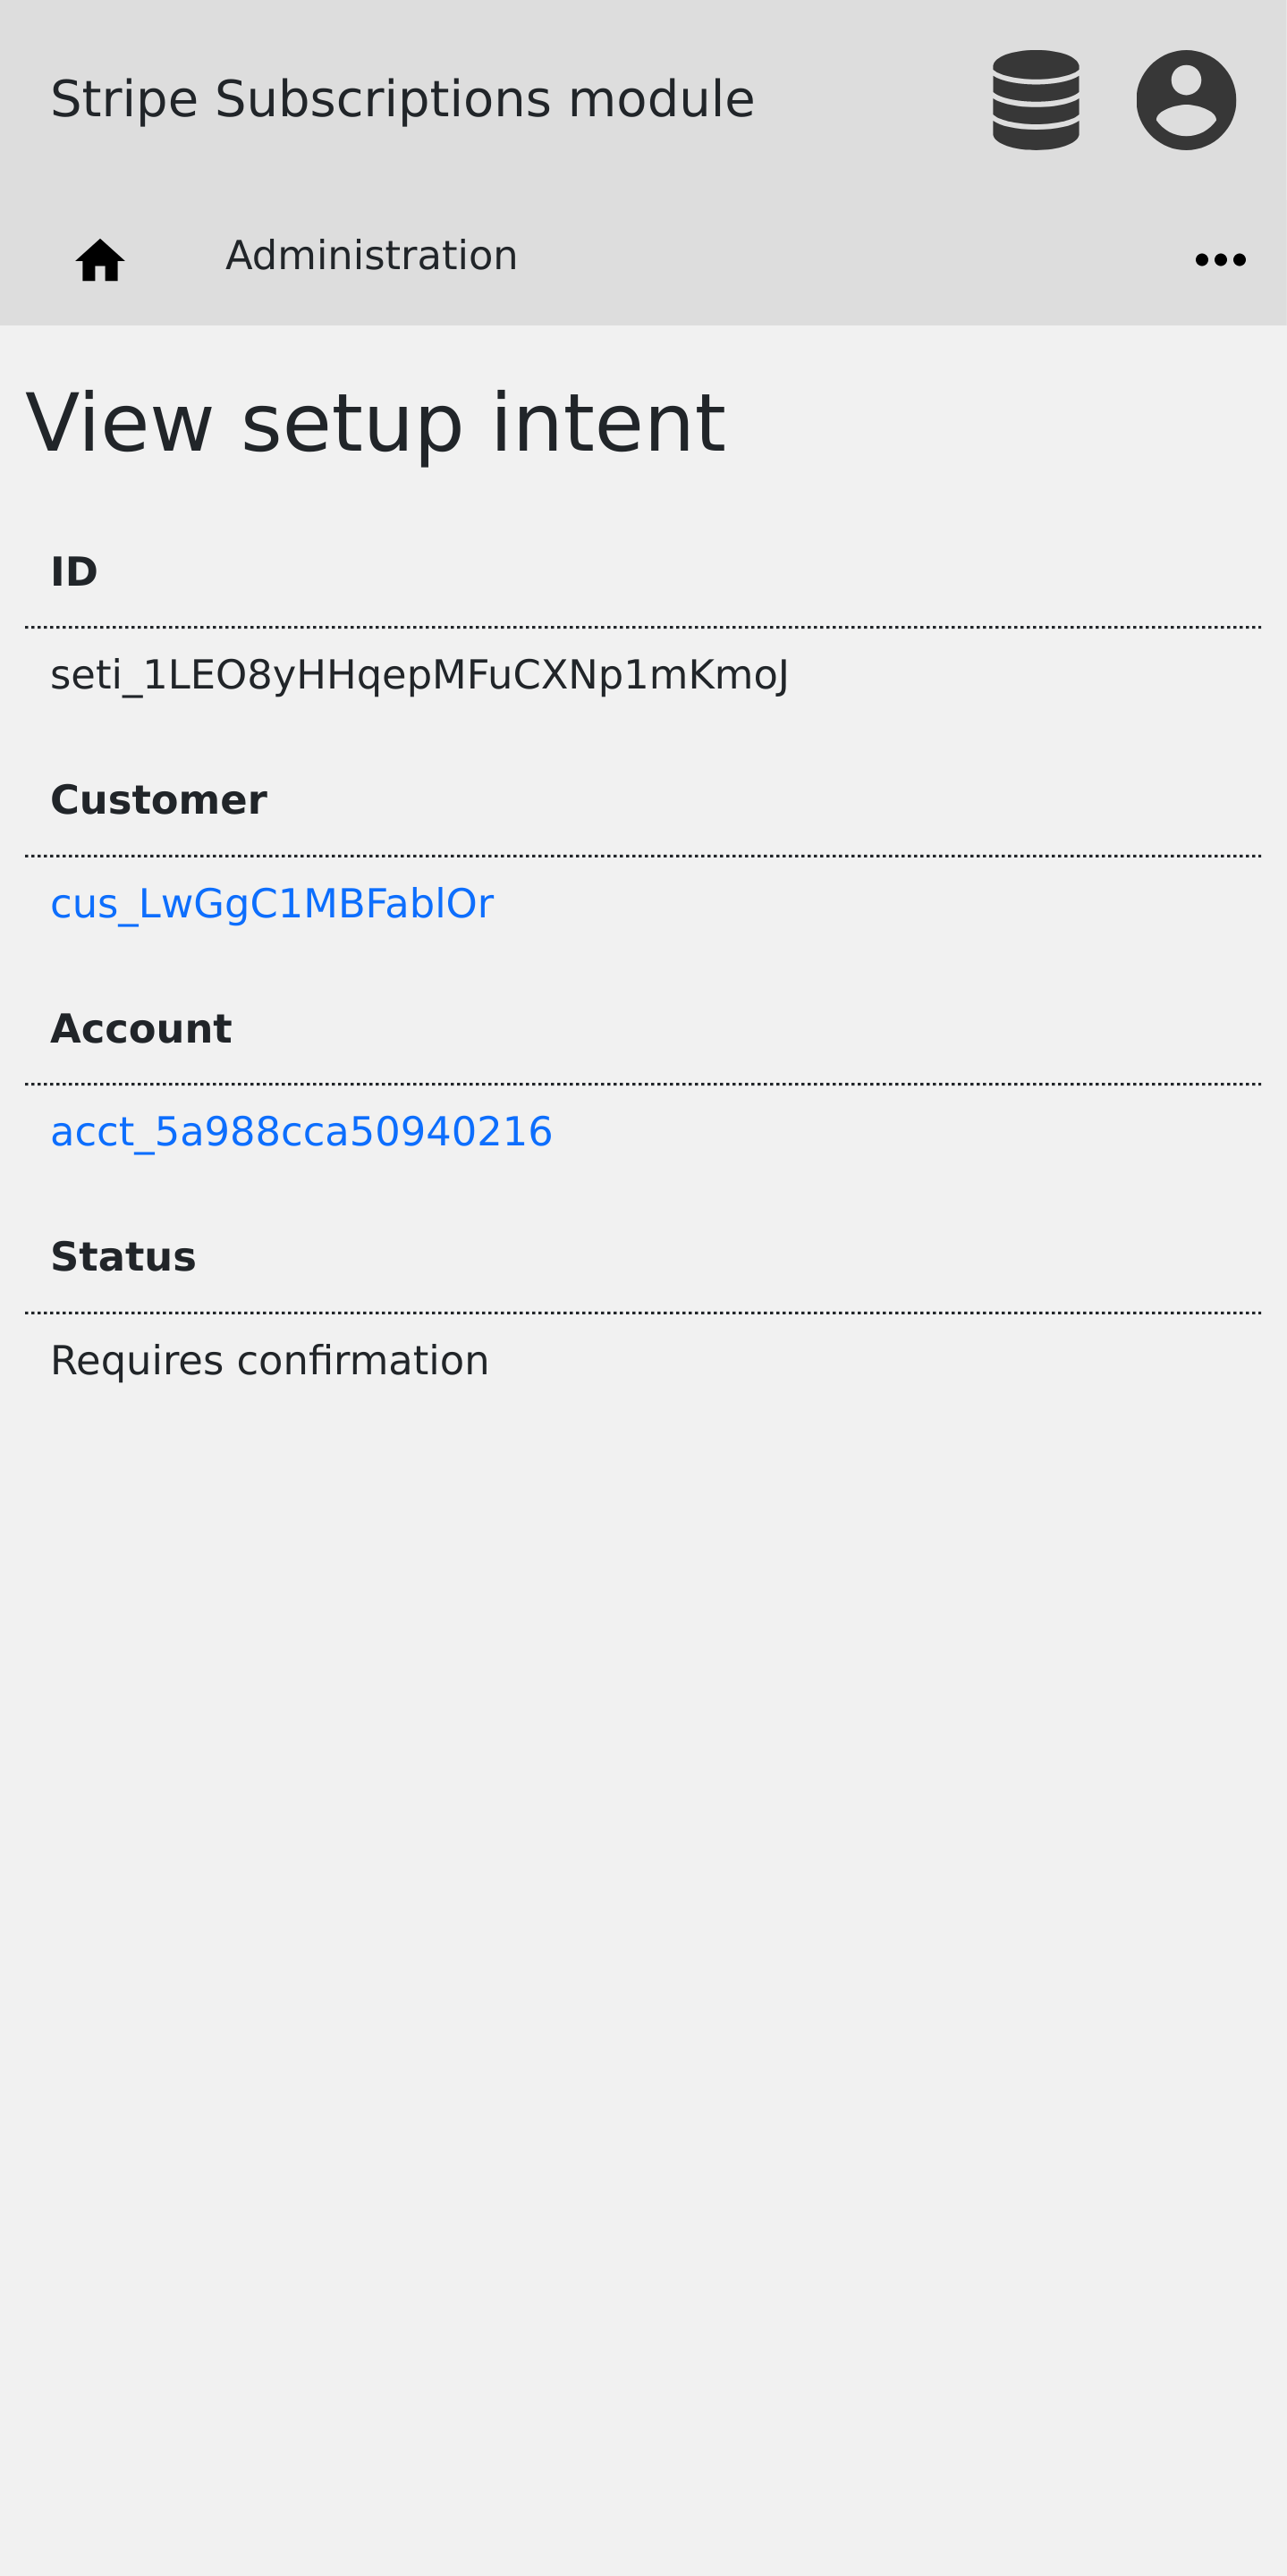 Stripe Subscriptions module
Administration
View setup intent
ID
seti_1LEO8yHHqepMFuCXNp1mKmoJ
Customer
cus_LwGgC1MBFablOr
Account
acct_5a988cca50940216
Status
Requires confirmation